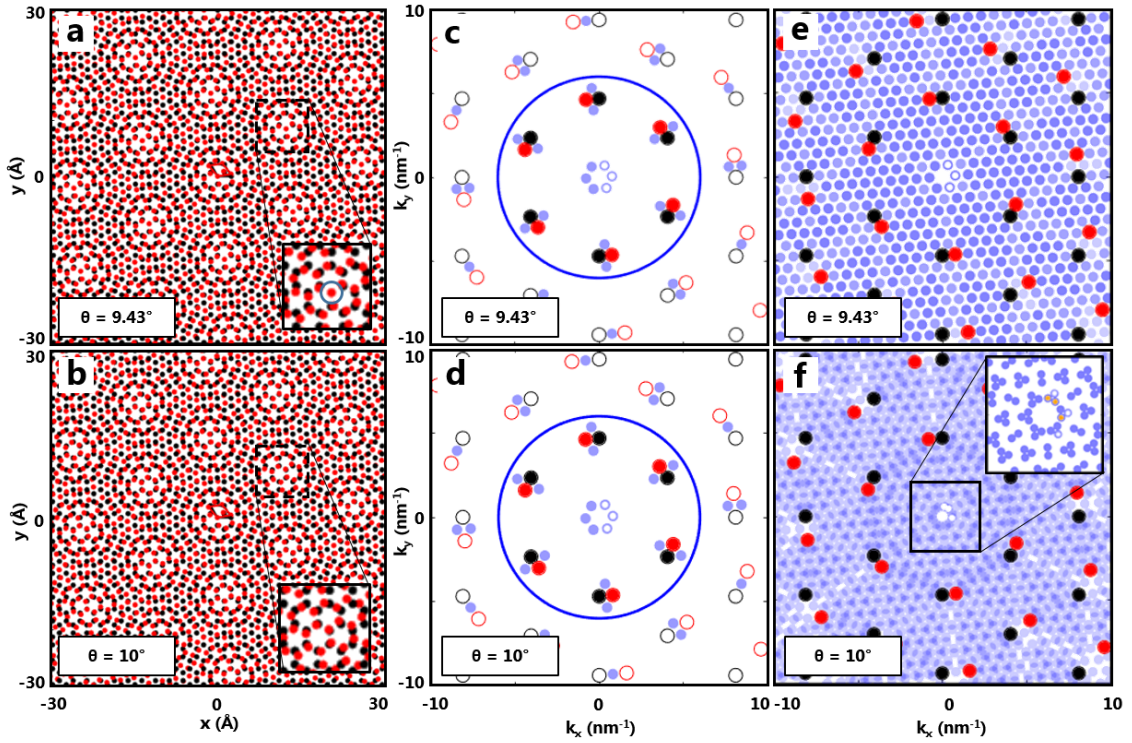 a
c
e
30
10
y (Å)
0
k_y (nm⁻¹)
0
θ = 9.43°
θ = 9.43°
θ = 9.43°
-30
-10
30
10
b
d
f
y (Å)
0
k_y (nm⁻¹)
0
θ = 10°
θ = 10°
θ = 10°
-30
-10
-30
0
30
-10
0
10
-10
0
10
x (Å)
k_x (nm⁻¹)
k_x (nm⁻¹)